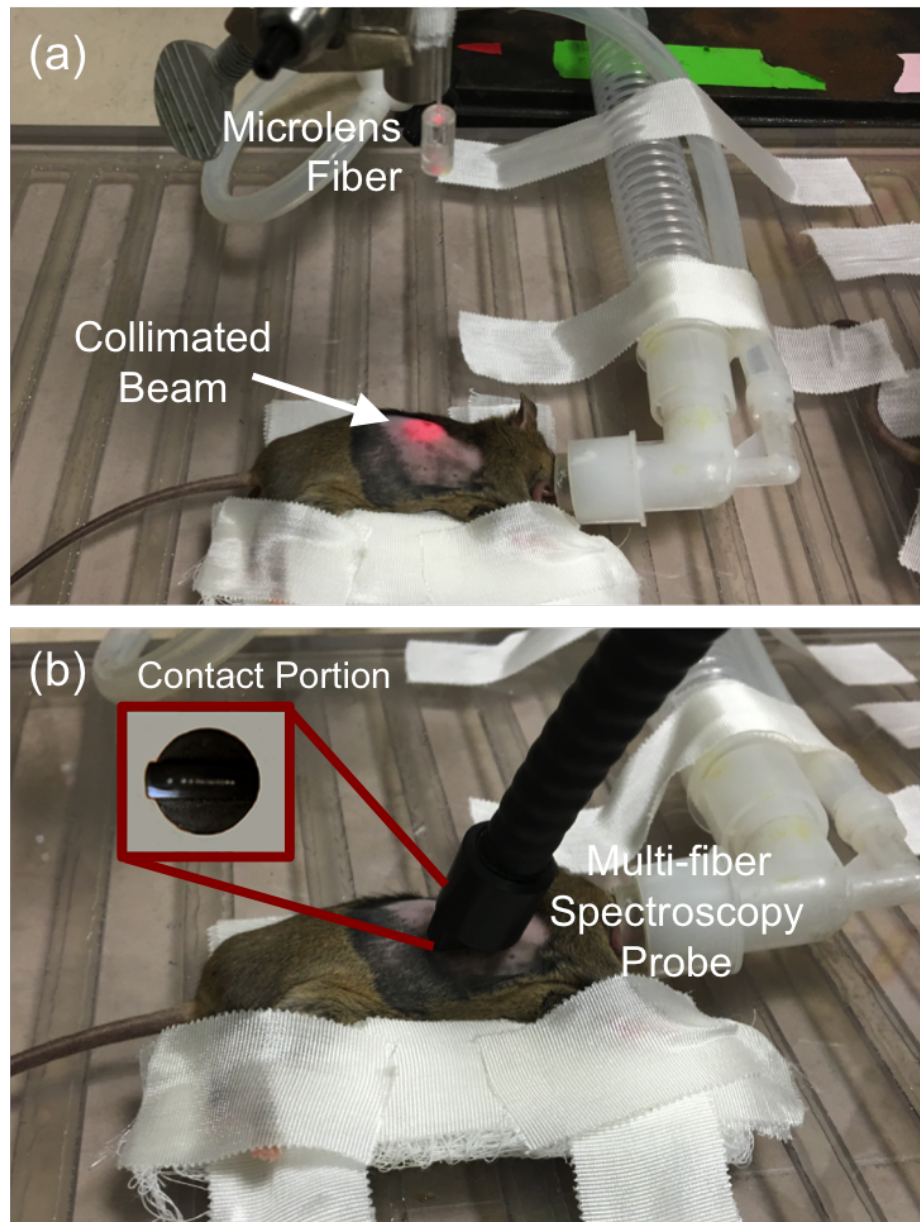 (a)
Microlens
Fiber
Collimated
Beam
(b)
Contact Portion
Multi-fiber
Spectroscopy
Probe